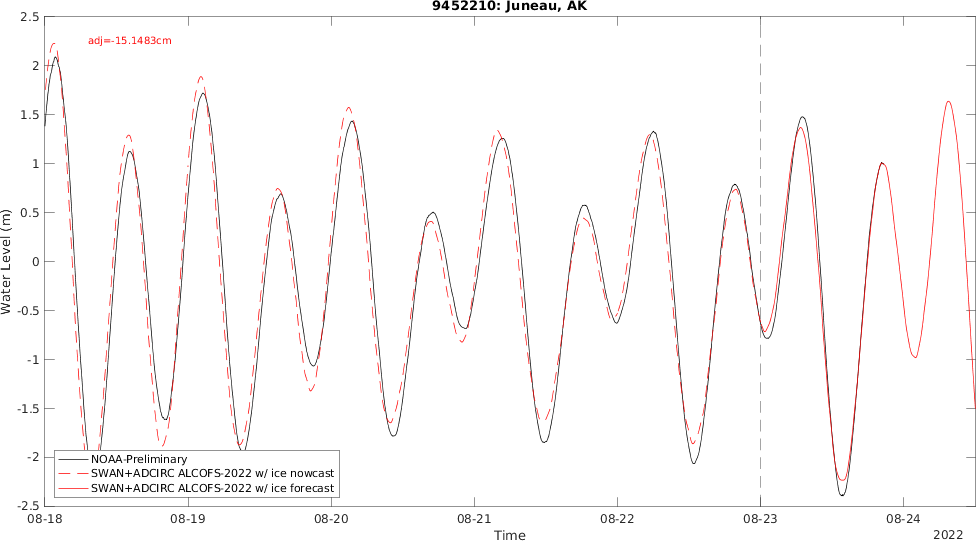 9452210: Juneau, AK
adj=-15.1483cm
Water Level (m)
2.5
2
1.5
1
0.5
0
-0.5
-1
-1.5
-2
-2.5
NOAA-Preliminary
SWAN+ADCIRC ALCOFS-2022 w/ ice nowcast
SWAN+ADCIRC ALCOFS-2022 w/ ice forecast
08-18 08-19 08-20 08-21 08-22 08-23 08-24
Time
2022